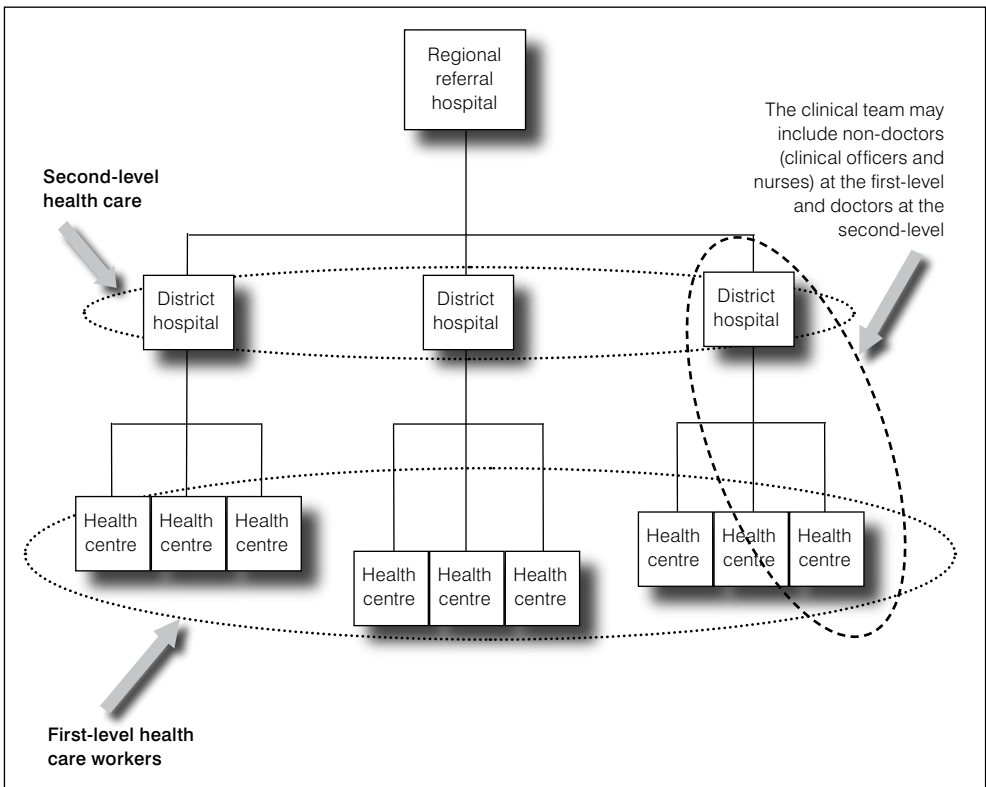 Regional
referral
hospital
The clinical team may
include non-doctors
(clinical officers and
nurses) at the first-level
and doctors at the
second-level
Second-level
health care
District
hospital
District
hospital
District
hospital
Health
centre
Health
centre
Health
centre
Health
centre
Health
centre
Health
centre
Health
centre
Health
centre
Health
centre
First-level health
care workers